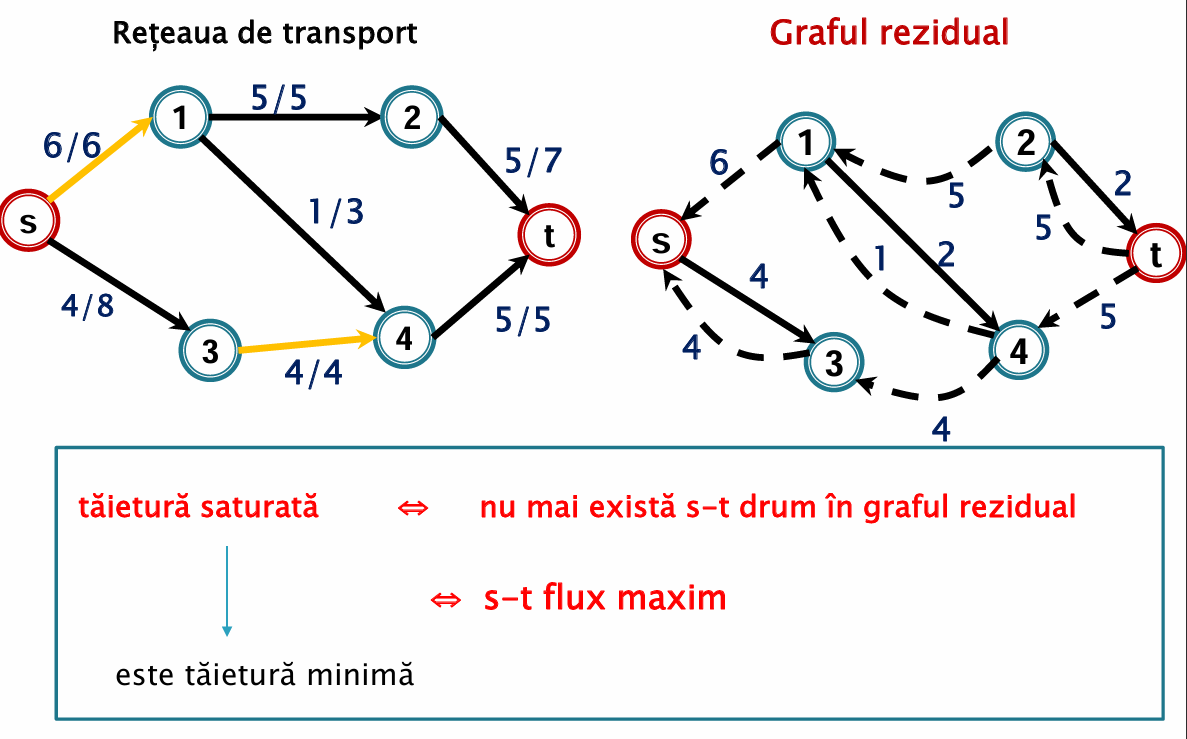 Rețeaua de transport
Graful rezidual
1
5/5
2
6/6
5/7
s
1/3
t
4/8
3
4/4
4
5/5
1
2
6
5
2
s
5
t
4
1
2
5
4
3
4
4
tăietură saturată ⇔ nu mai există s-t drum în graful rezidual
⇔ s-t flux maxim
este tăietură minimă